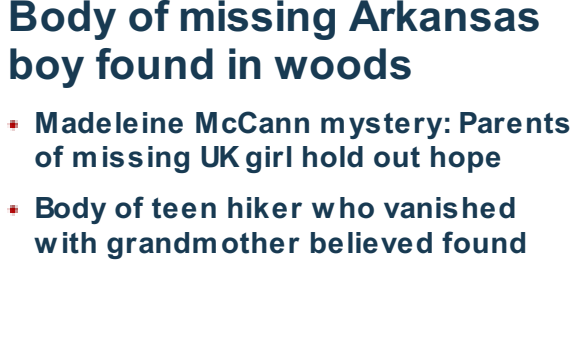 Body of missing Arkansas
boy found in woods
Madeleine McCann mystery: Parents
of missing UK girl hold out hope
Body of teen hiker who vanished
with grandmother believed found